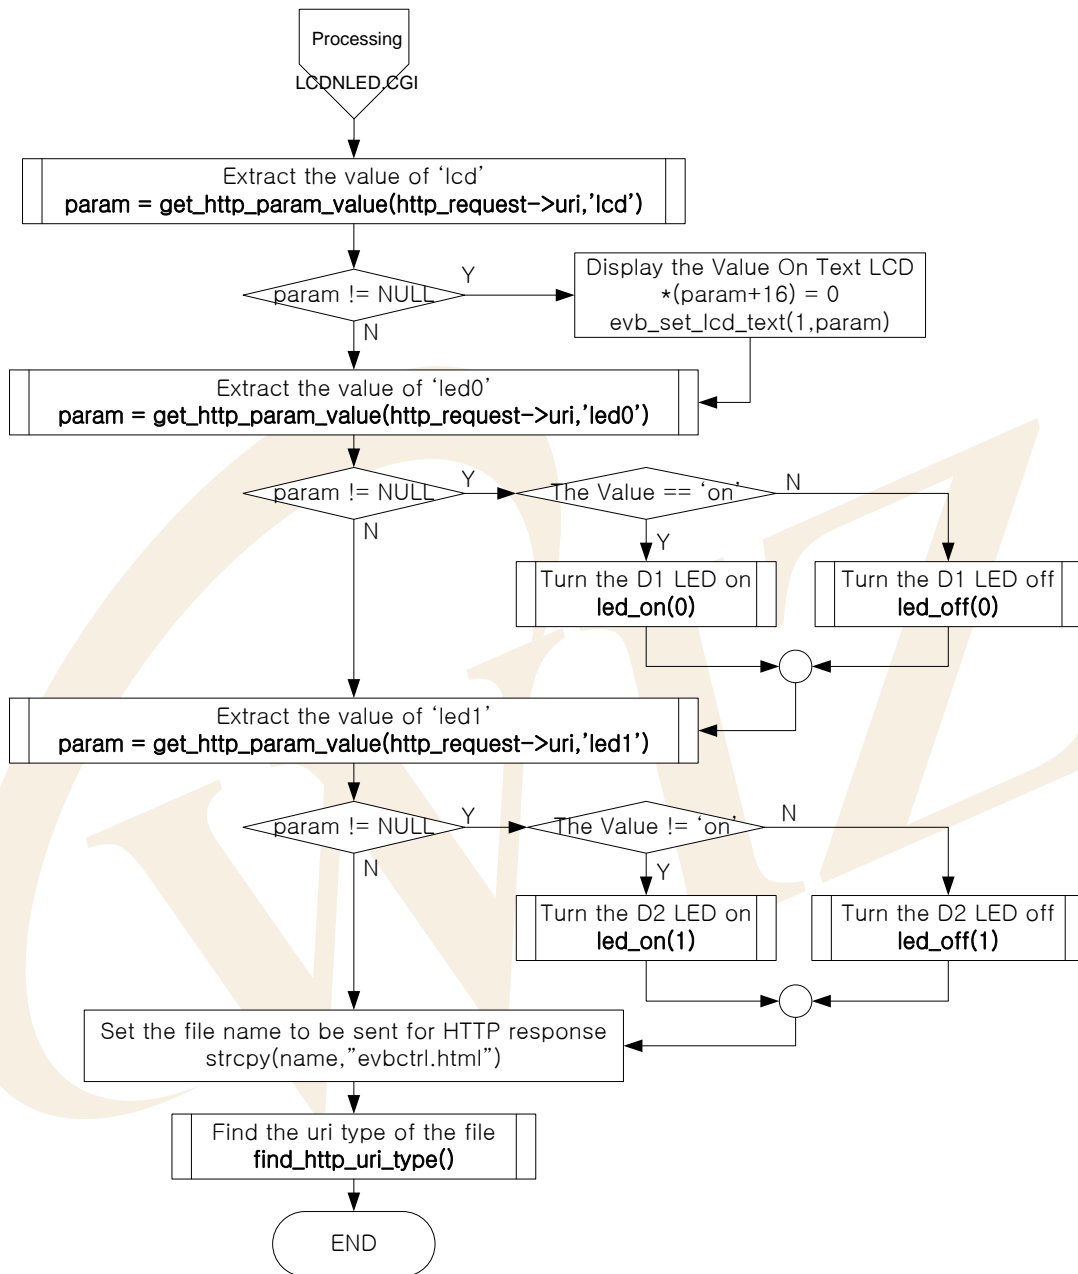 Processing
LCDNLED.CGI
Extract the value of ‘lcd’
param = get_http_param_value(http_request->uri,’lcd’)
param != NULL
Y
N
Display the Value On Text LCD
*(param+16) = 0
evb_set_lcd_text(1,param)
Extract the value of ‘led0’
param = get_http_param_value(http_request->uri,’led0’)
param != NULL
Y
N
The Value == ‘on’
N
Y
Turn the D1 LED on
led_on(0)
Turn the D1 LED off
led_off(0)
Extract the value of ‘led1’
param = get_http_param_value(http_request->uri,’led1’)
param != NULL
Y
N
The Value != ‘on’
N
Y
Turn the D2 LED on
led_on(1)
Turn the D2 LED off
led_off(1)
Set the file name to be sent for HTTP response
strcpy(name,”evbctrl.html”)
Find the uri type of the file
find_http_uri_type()
END
WIZ